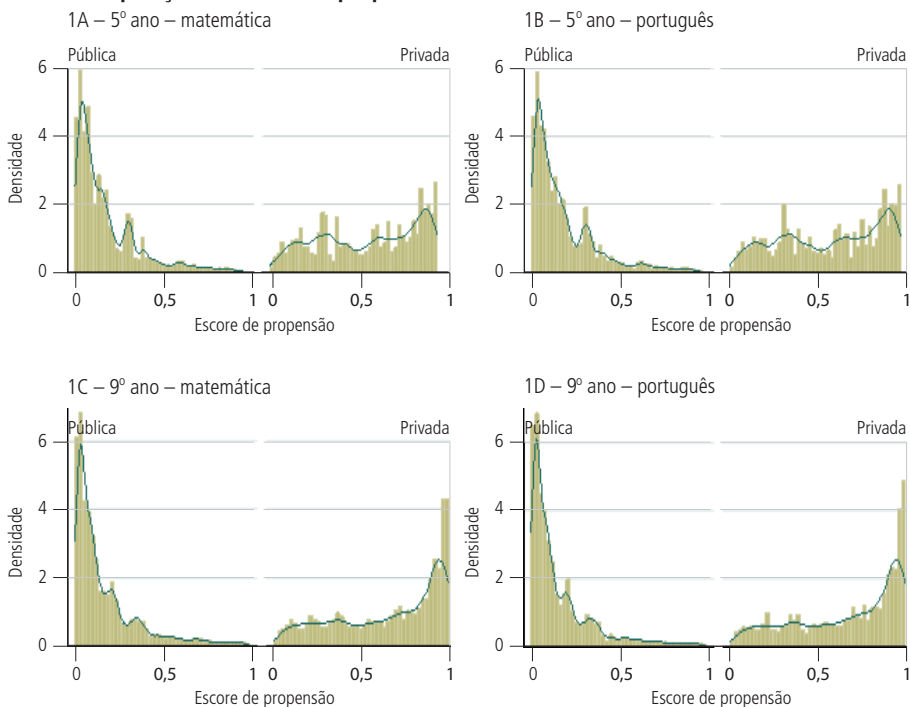 1A – 5º ano – matemática
Pública Privada
6
4
2
0
Densidade
0 0,5 1 0 0,5 1
Escore de propensão
1B – 5º ano – português
Pública Privada
6
4
2
0
Densidade
0 0,5 1 0 0,5 1
Escore de propensão
1C – 9º ano – matemática
Pública Privada
6
4
2
0
Densidade
0 0,5 1 0 0,5 1
Escore de propensão
1D – 9º ano – português
Pública Privada
6
4
2
0
Densidade
0 0,5 1 0 0,5 1
Escore de propensão